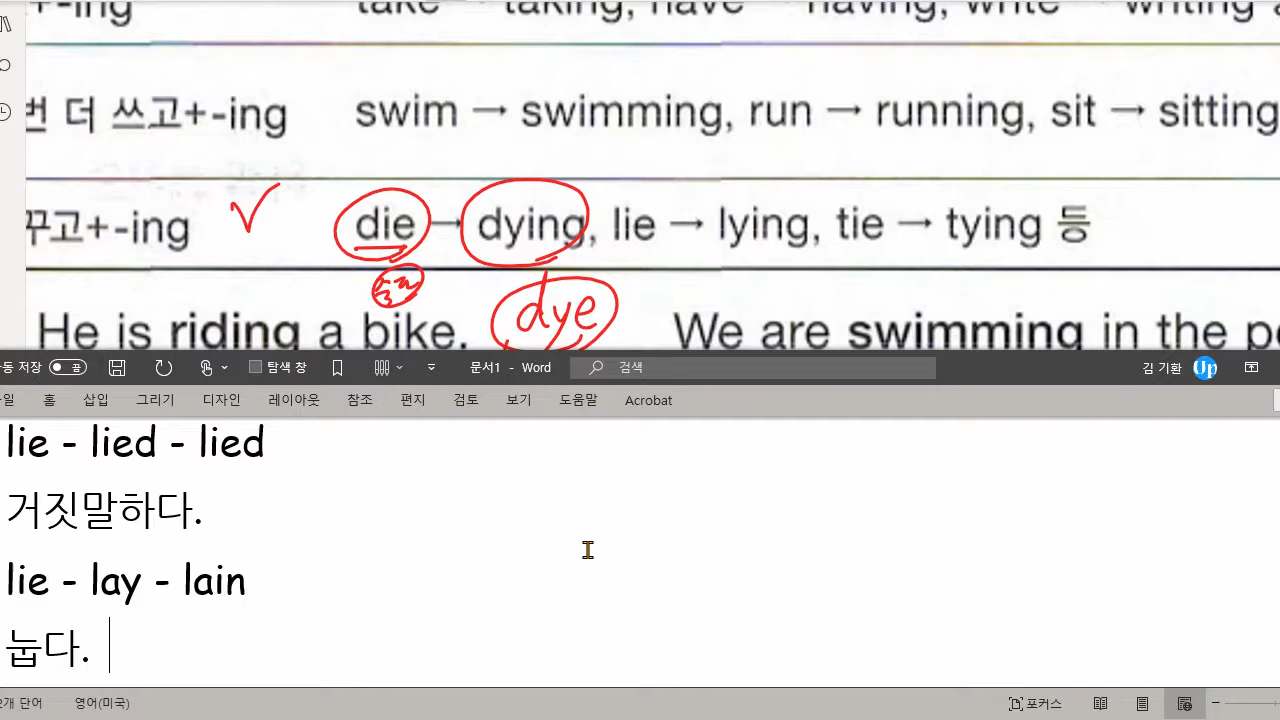 +-ing take → taking, have → having, write → writing
번 더 쓰고+-ing swim → swimming, run → running, sit → sitting
꾸고+-ing die → dying, lie → lying, tie → tying 등
dye
He is riding a bike. We are swimming in the po
동 저장 끔 탐색 창 문서1 - Word 검색 김 기환 Up
일 홈 삽입 그리기 디자인 레이아웃 참조 편지 검토 보기 도움말 Acrobat
lie - lied - lied
거짓말하다.
lie - lay - lain
눕다.
개 단어 영어(미국) 포커스